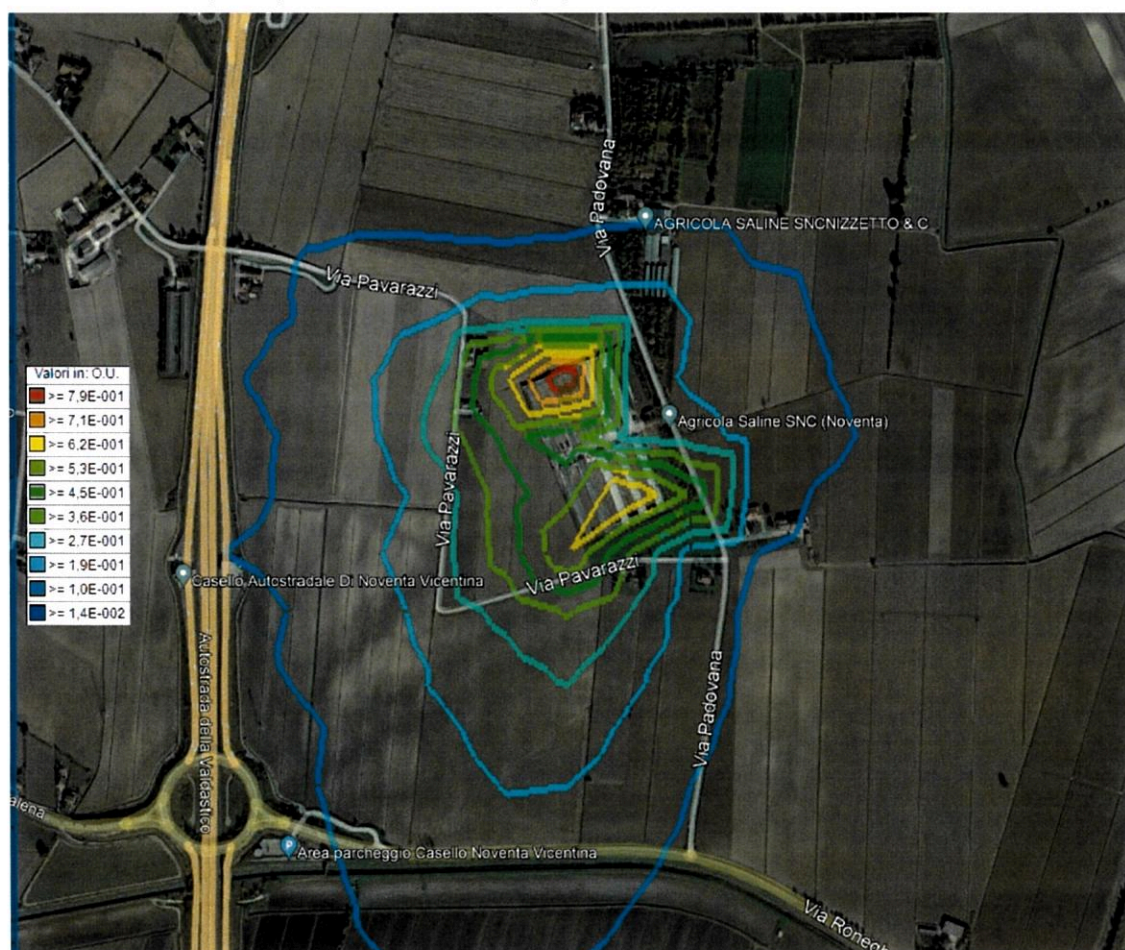 Via Padovana
AGRICOLA SALINE SNCNIZZETTO & C
Via Pavarazzi
Valori in: O.U.
>= 7,9E-001
>= 7,1E-001
>= 6,2E-001
>= 5,3E-001
>= 4,5E-001
>= 3,6E-001
>= 2,7E-001
>= 1,9E-001
>= 1,0E-001
>= 1,4E-002
Agricola Saline SNC (Noventa)
Via Pavarazzi
Casello Autostradale Di Noventa Vicentina
Via Pavarazzi
Autostrada della Valdastico
Via Padovana
alena
P
Area parcheggio Casello Noventa Vicentina
Via Ronegh